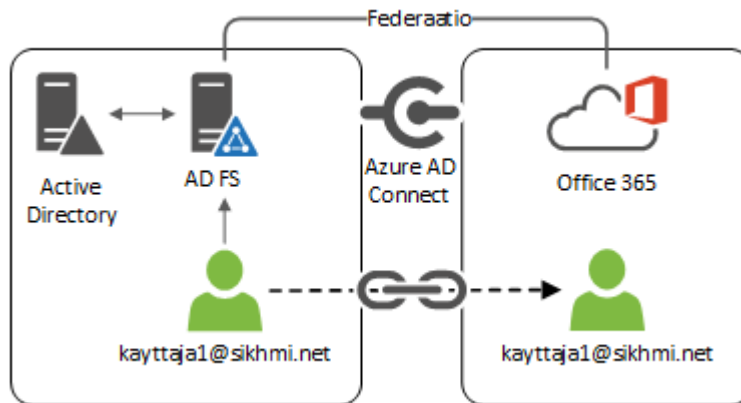 Federaatio
Active
Directory
AD FS
Azure AD
Connect
Office 365
kayttaja1@sikhmi.net
kayttaja1@sikhmi.net